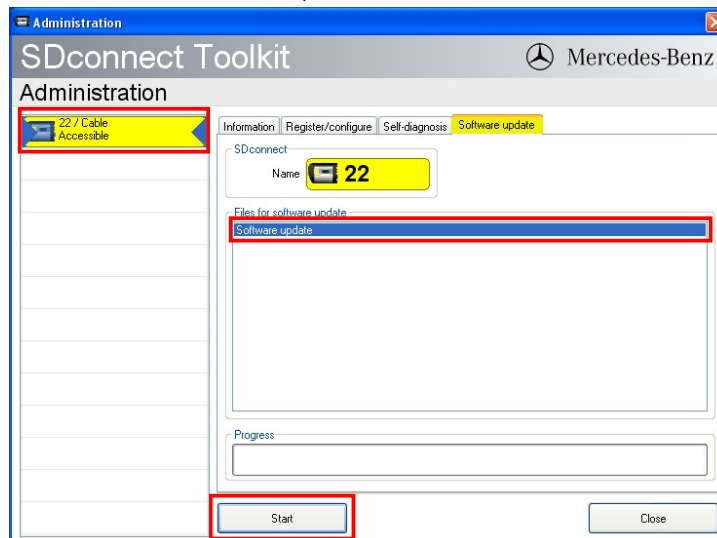 Administration
SDconnect Toolkit
Mercedes-Benz
Administration
22 / Cable
Accessible
Information
Register/configure
Self-diagnosis
Software update
SDconnect
Name
22
Files for software update
Software update
Progress
Start
Close